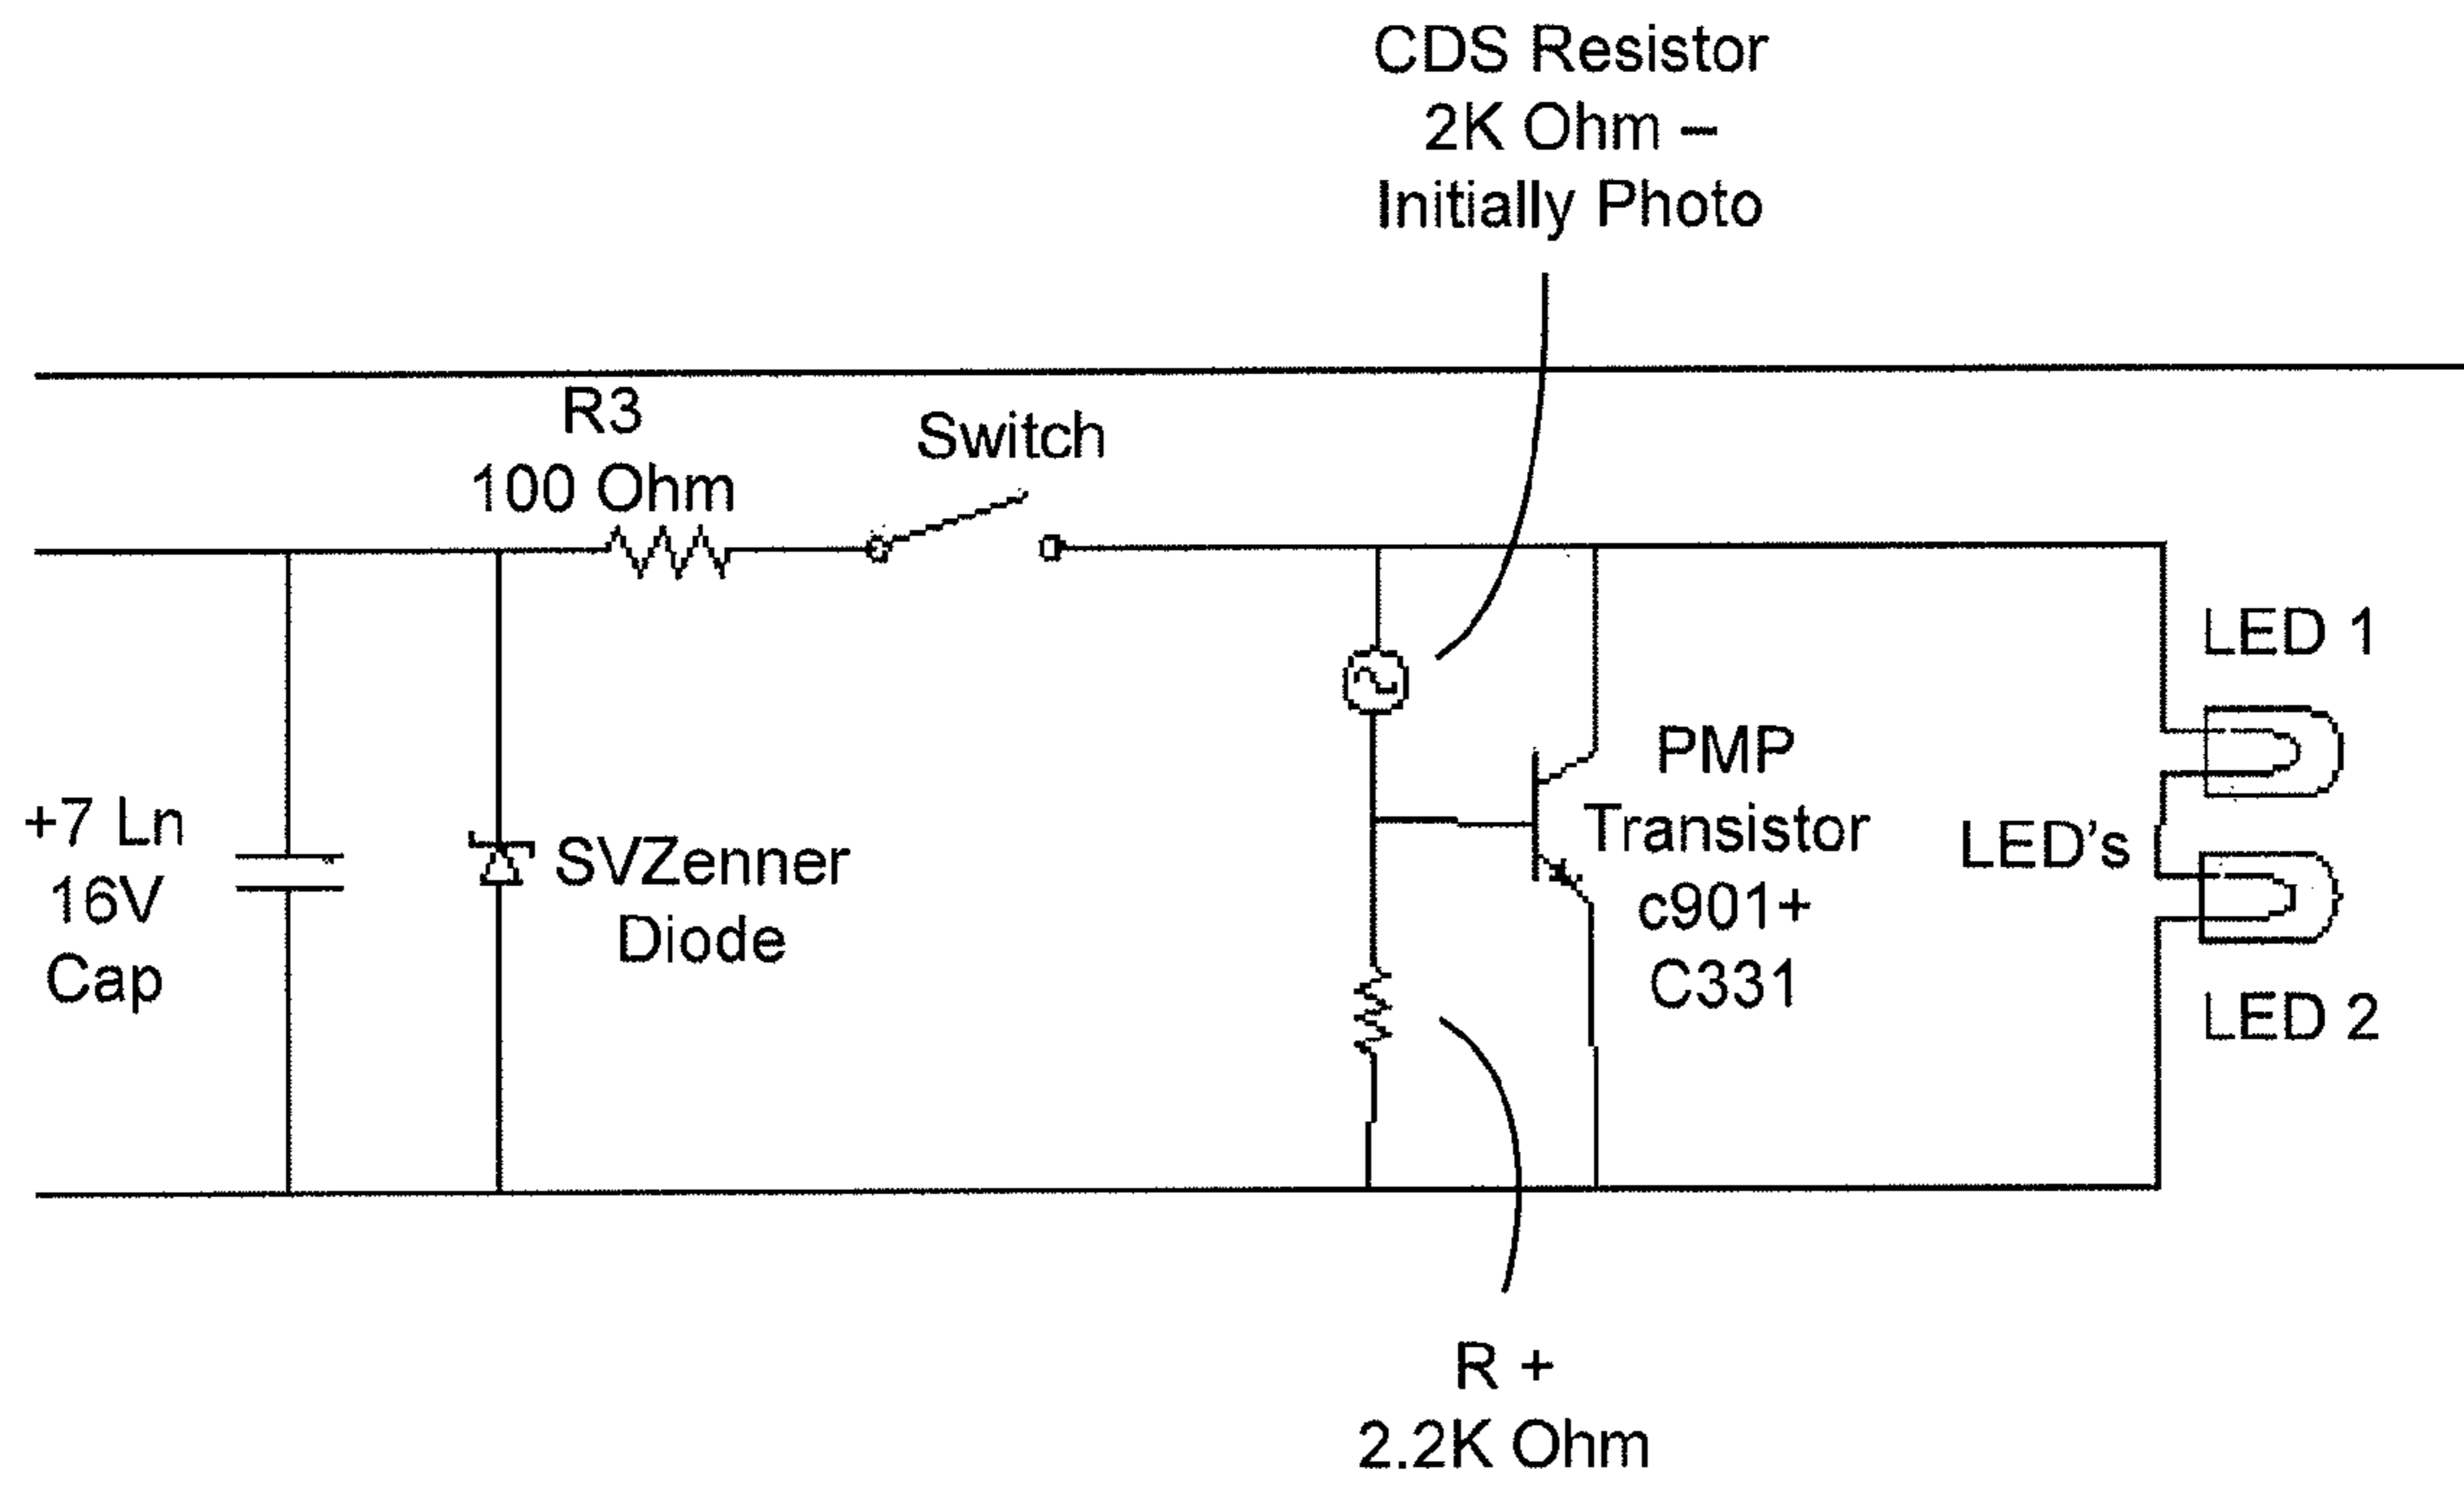 CDS Resistor
2K Ohm –
Initially Photo
R3
100 Ohm
Switch
LED 1
PMP
Transistor
c901+
C331
LED's
+7 Ln
16V
Cap
SVZenner
Diode
LED 2
R +
2.2K Ohm